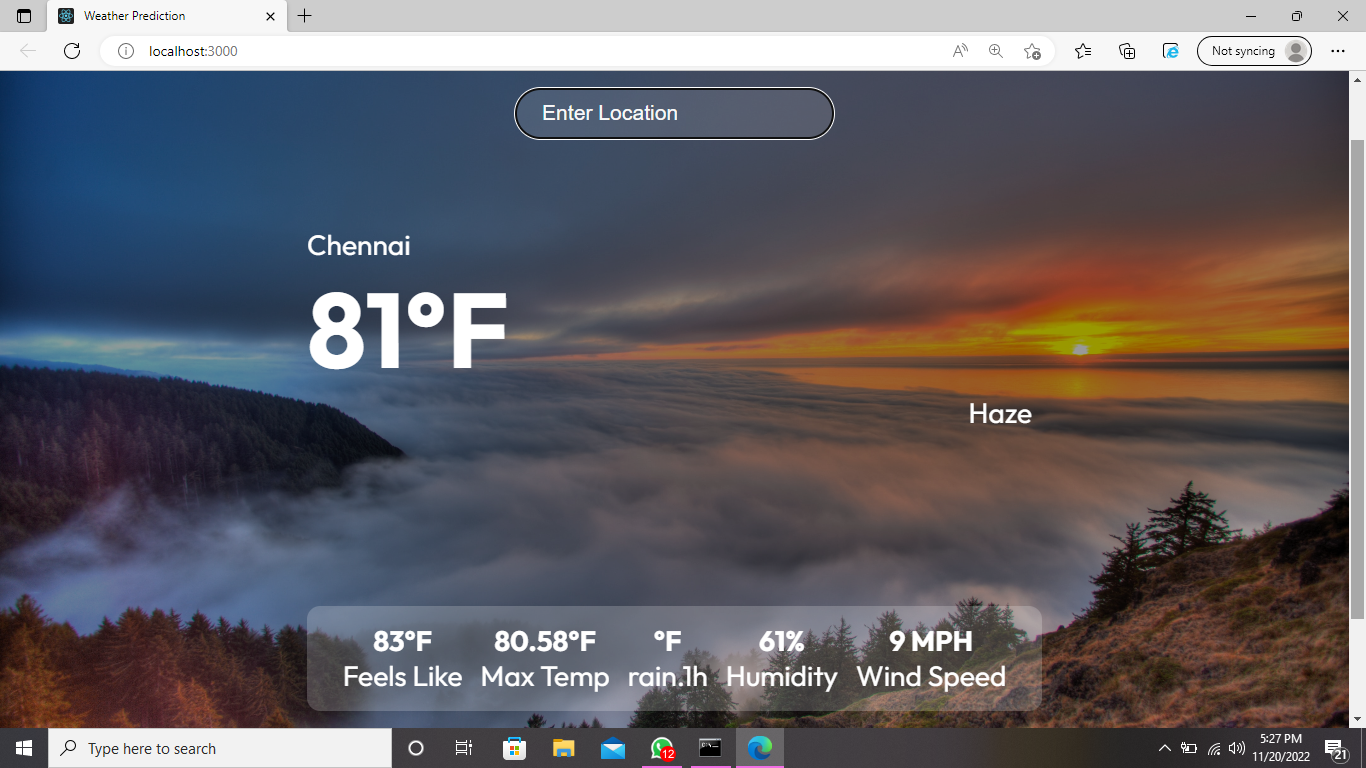 Weather Prediction
localhost:3000
Not syncing
Enter Location
Chennai
81°F
Haze
83°F 80.58°F °F 61% 9 MPH
Feels Like Max Temp rain.1h Humidity Wind Speed
Type here to search
12
5:27 PM
11/20/2022
21